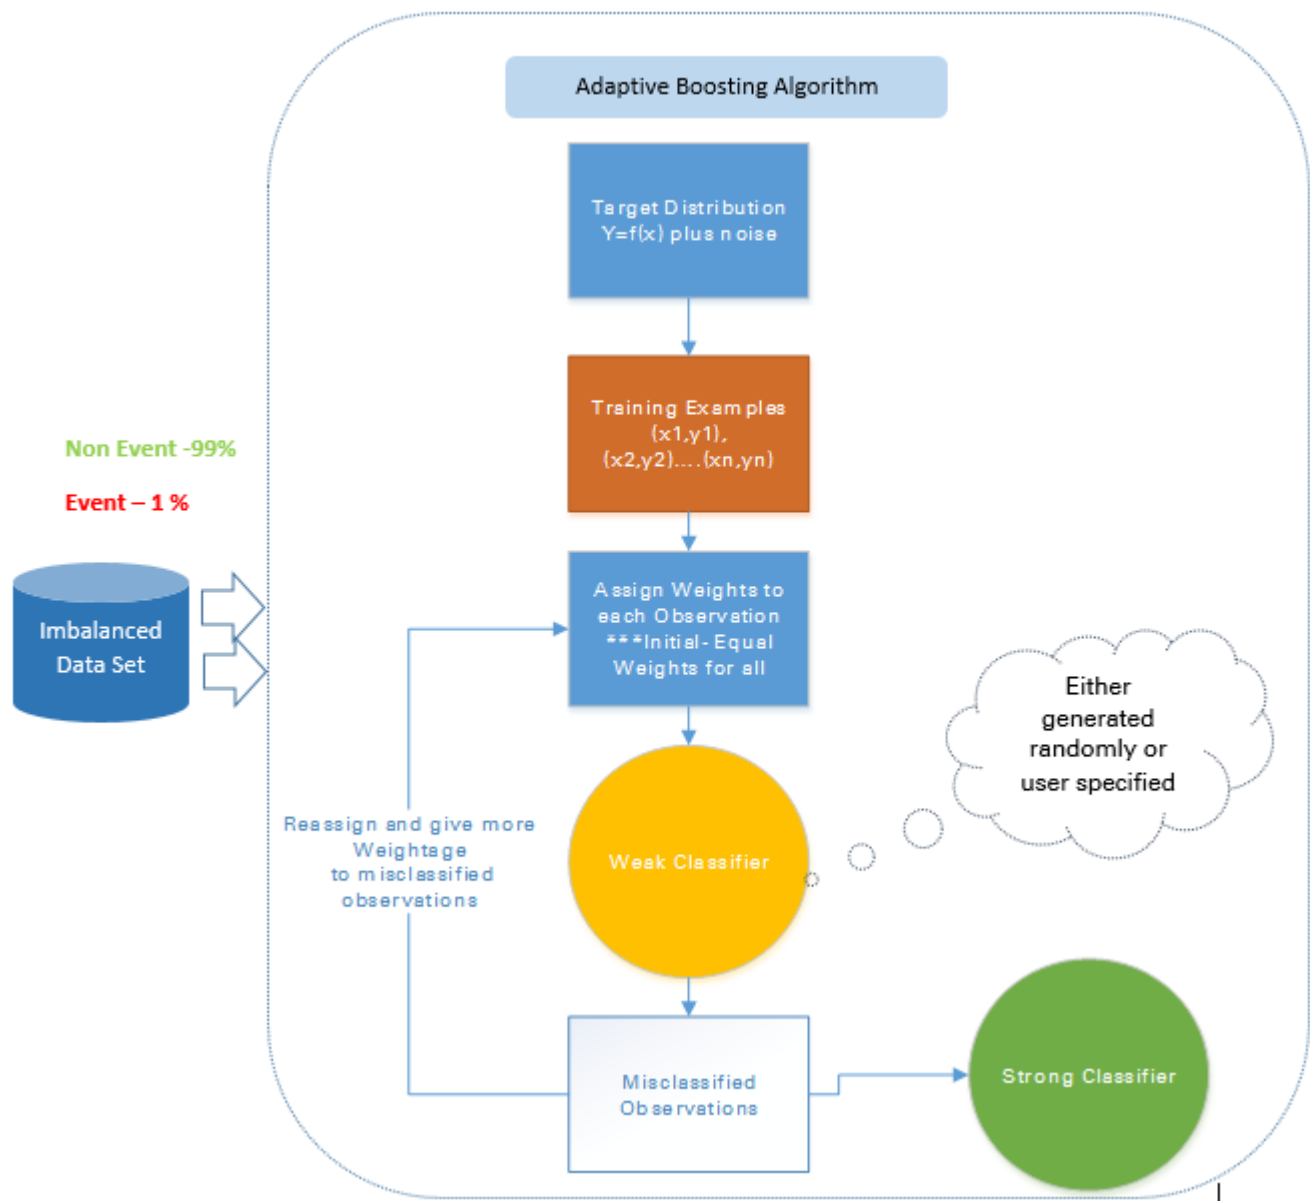 Adaptive Boosting Algorithm
Target Distribution
Y=f(x) plus noise
Training Examples
(x1,y1),
(x2,y2)....(xn,yn)
Non Event -99%
Event – 1 %
Imbalanced
Data Set
Assign Weights to
each Observation
***Initial- Equal
Weights for all
Either
generated
randomly or
user specified
Reassign and give more
Weightage
to misclassified
observations
Weak Classifier
Misclassified
Observations
Strong Classifier